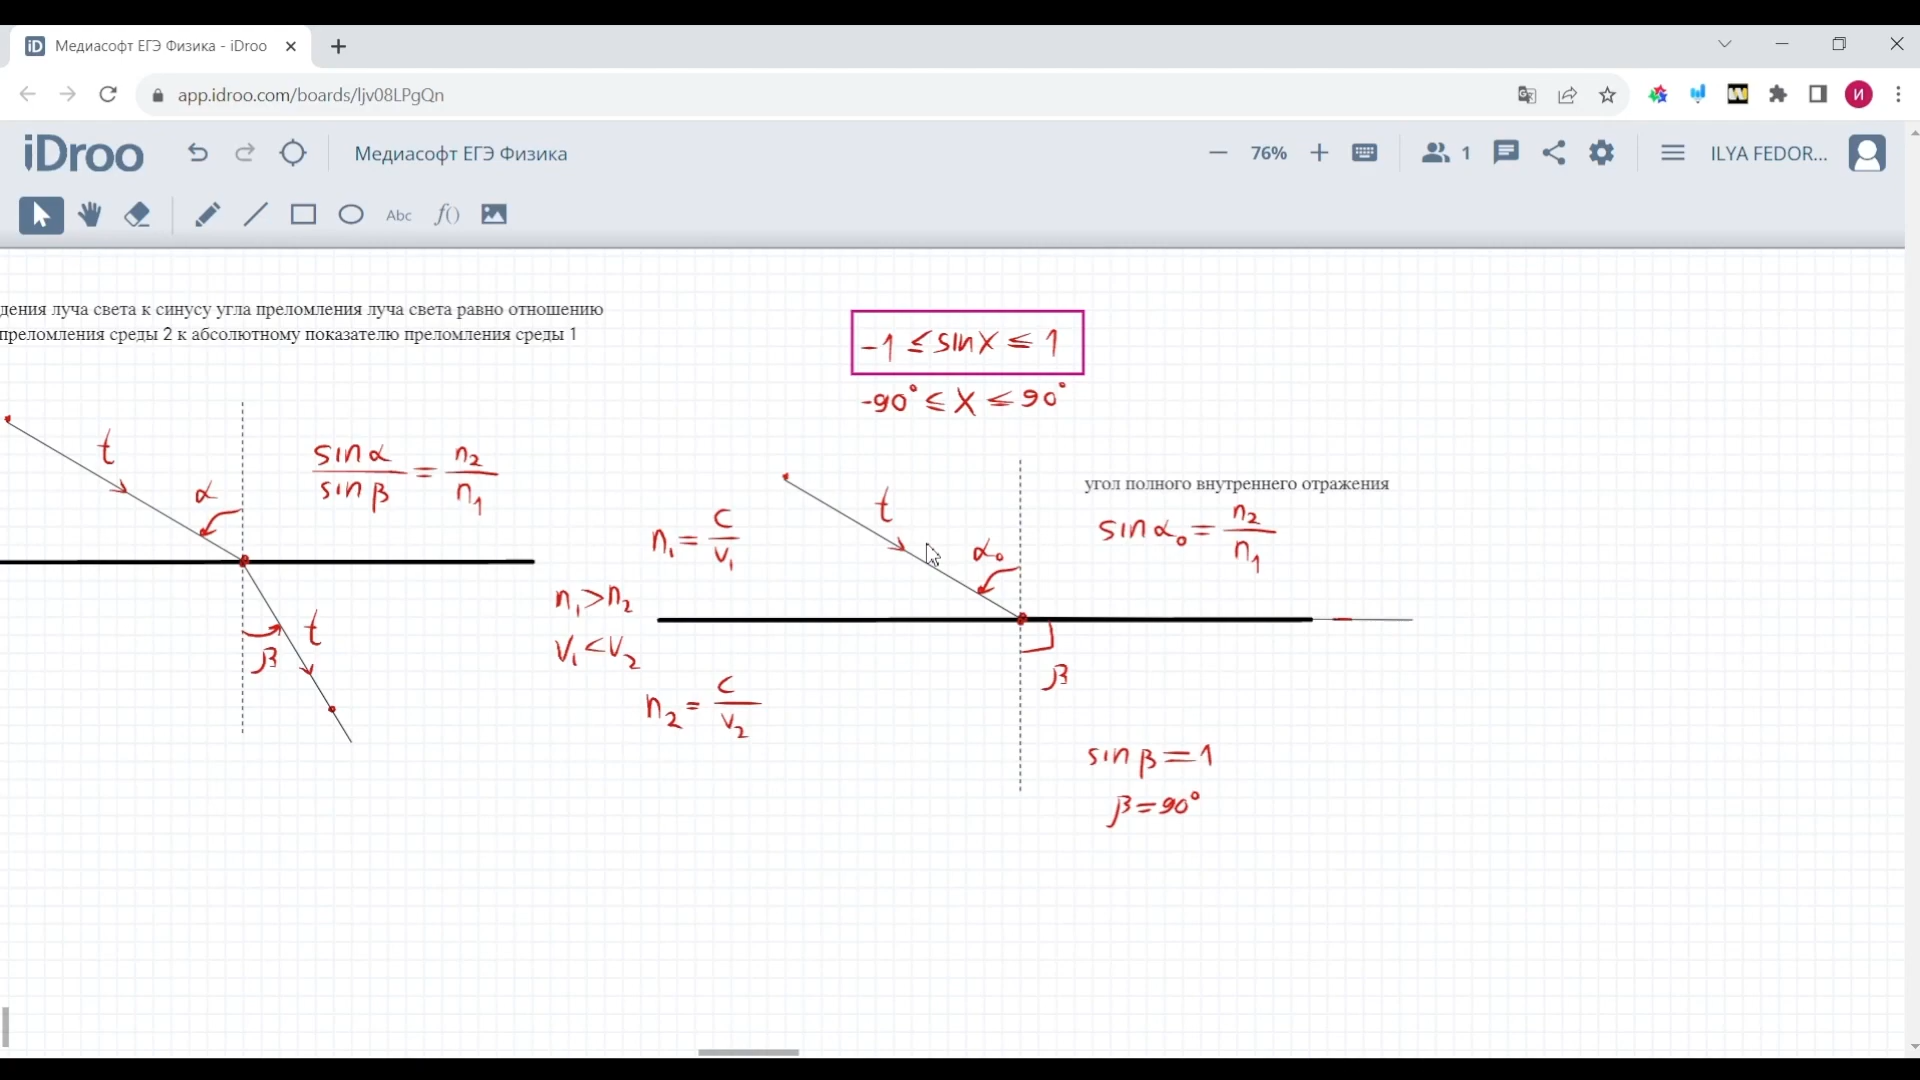 Медиасофт ЕГЭ Физика - iDroo
app.idroo.com/boards/ljv08LPgQn
И
iDroo
Медиасофт ЕГЭ Физика
76%
1
ILYA FEDOR...
Abc
f()
дения луча света к синусу угла преломления луча света равно отношению
преломления среды 2 к абсолютному показателю преломления среды 1
-1 ≤ sin x ≤ 1
-90° ≤ x ≤ 90°
t
α
sin α / sin β = n₂ / n₁
t
β
n₁ = c / v₁
n₁ > n₂
v₁ < v₂
n₂ = c / v₂
t
α₀
угол полного внутреннего отражения
sin α₀ = n₂ / n₁
β
sin β = 1
β = 90°